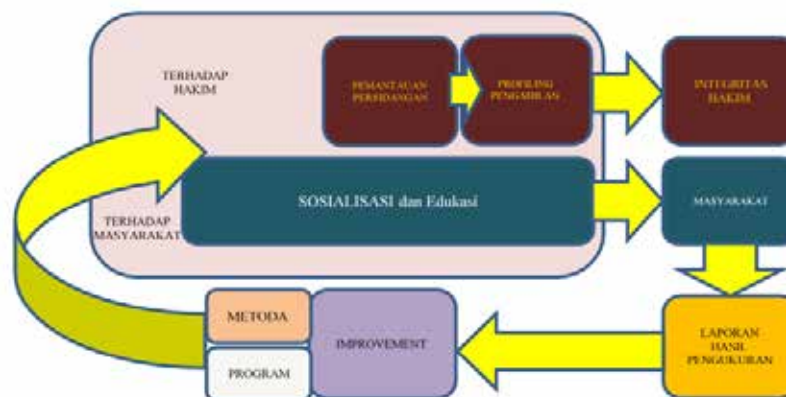 TERHADAP
HAKIM
PEMANTAUAN
PERSIDANGAN
PROFILING
PENGADILAN
INTEGRITAS
HAKIM
SOSIALISASI dan Edukasi
MASYARAKAT
TERHADAP
MASYARAKAT
METODA
PROGRAM
IMPROVEMENT
LAPORAN
HASIL
PENGUKURAN